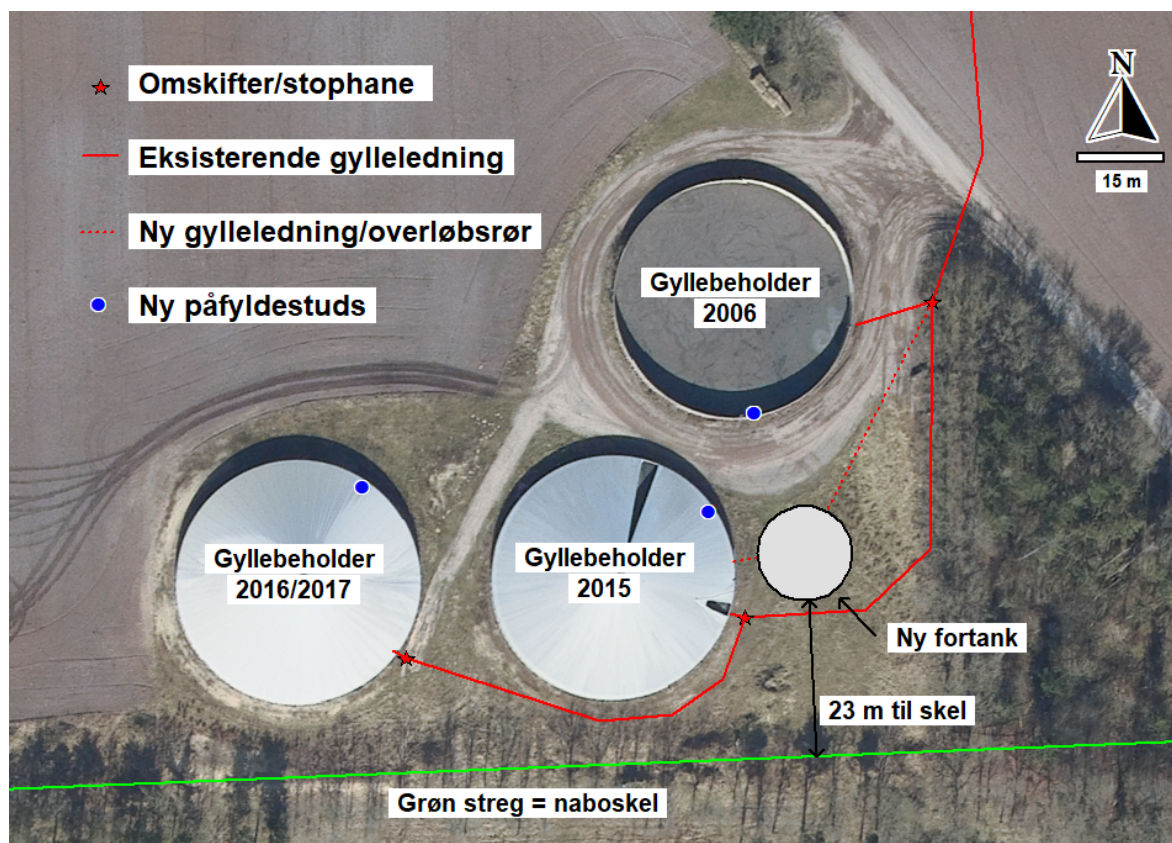 Omskifter/stophane
N
15 m
Eksisterende gylleledning
Ny gylleledning/overløbsrør
Ny påfyldestuds
Gyllebeholder
2006
Gyllebeholder
2016/2017
Gyllebeholder
2015
Ny fortank
23 m til skel
Grøn streg = naboskel